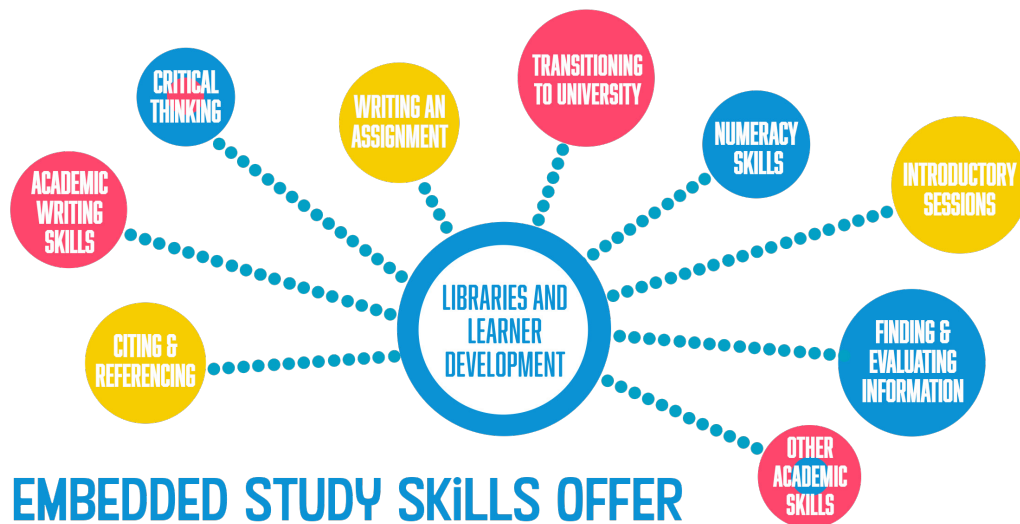 CRITICAL
THINKING
WRITING AN
ASSIGNMENT
TRANSITIONING
TO UNIVERSITY
NUMERACY
SKILLS
INTRODUCTORY
SESSIONS
ACADEMIC
WRITING
SKILLS
LIBRARIES AND
LEARNER
DEVELOPMENT
CITING &
REFERENCING
FINDING &
EVALUATING
INFORMATION
OTHER
ACADEMIC
SKILLS
EMBEDDED STUDY SKiLLS OFFER